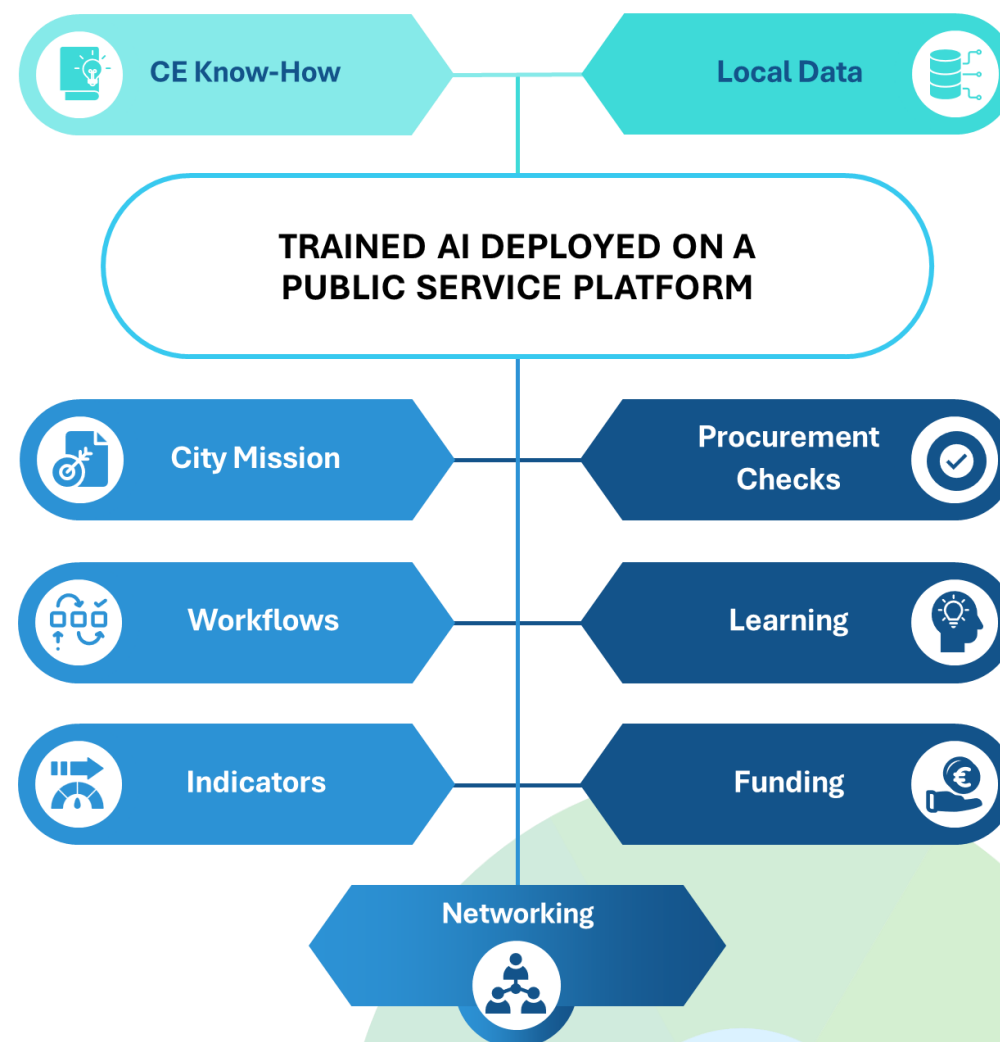 CE Know-How
Local Data
TRAINED AI DEPLOYED ON A
PUBLIC SERVICE PLATFORM
City Mission
Procurement
Checks
Workflows
Learning
Indicators
Funding
€
Networking